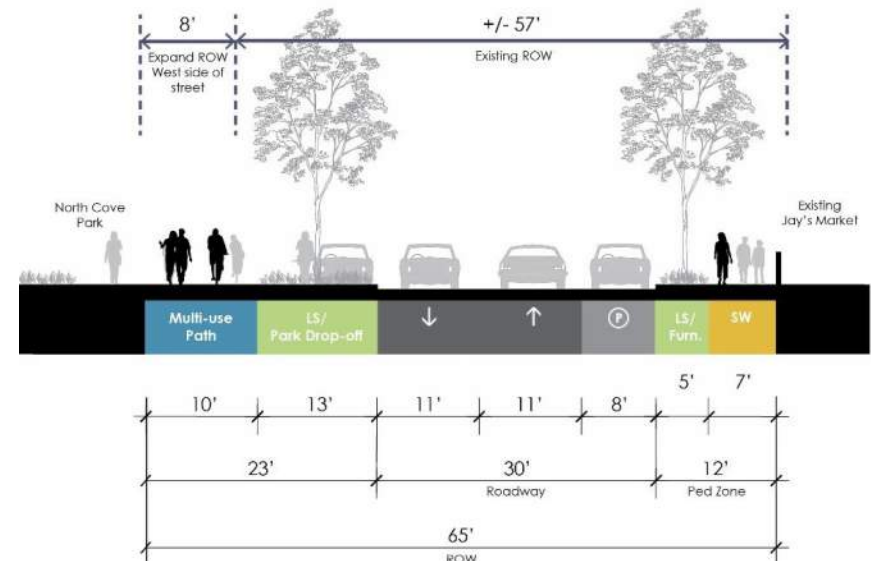 8'
+/- 57'
Expand ROW
West side of
street
Existing ROW
North Cove
Park
Existing
Jay's Market
Multi-use
Path
LS/
Park Drop-off
↓
↑
P
LS/
Furn.
SW
10'
13'
11'
11'
8'
5'
7'
23'
30'
Roadway
12'
Ped Zone
65'
ROW